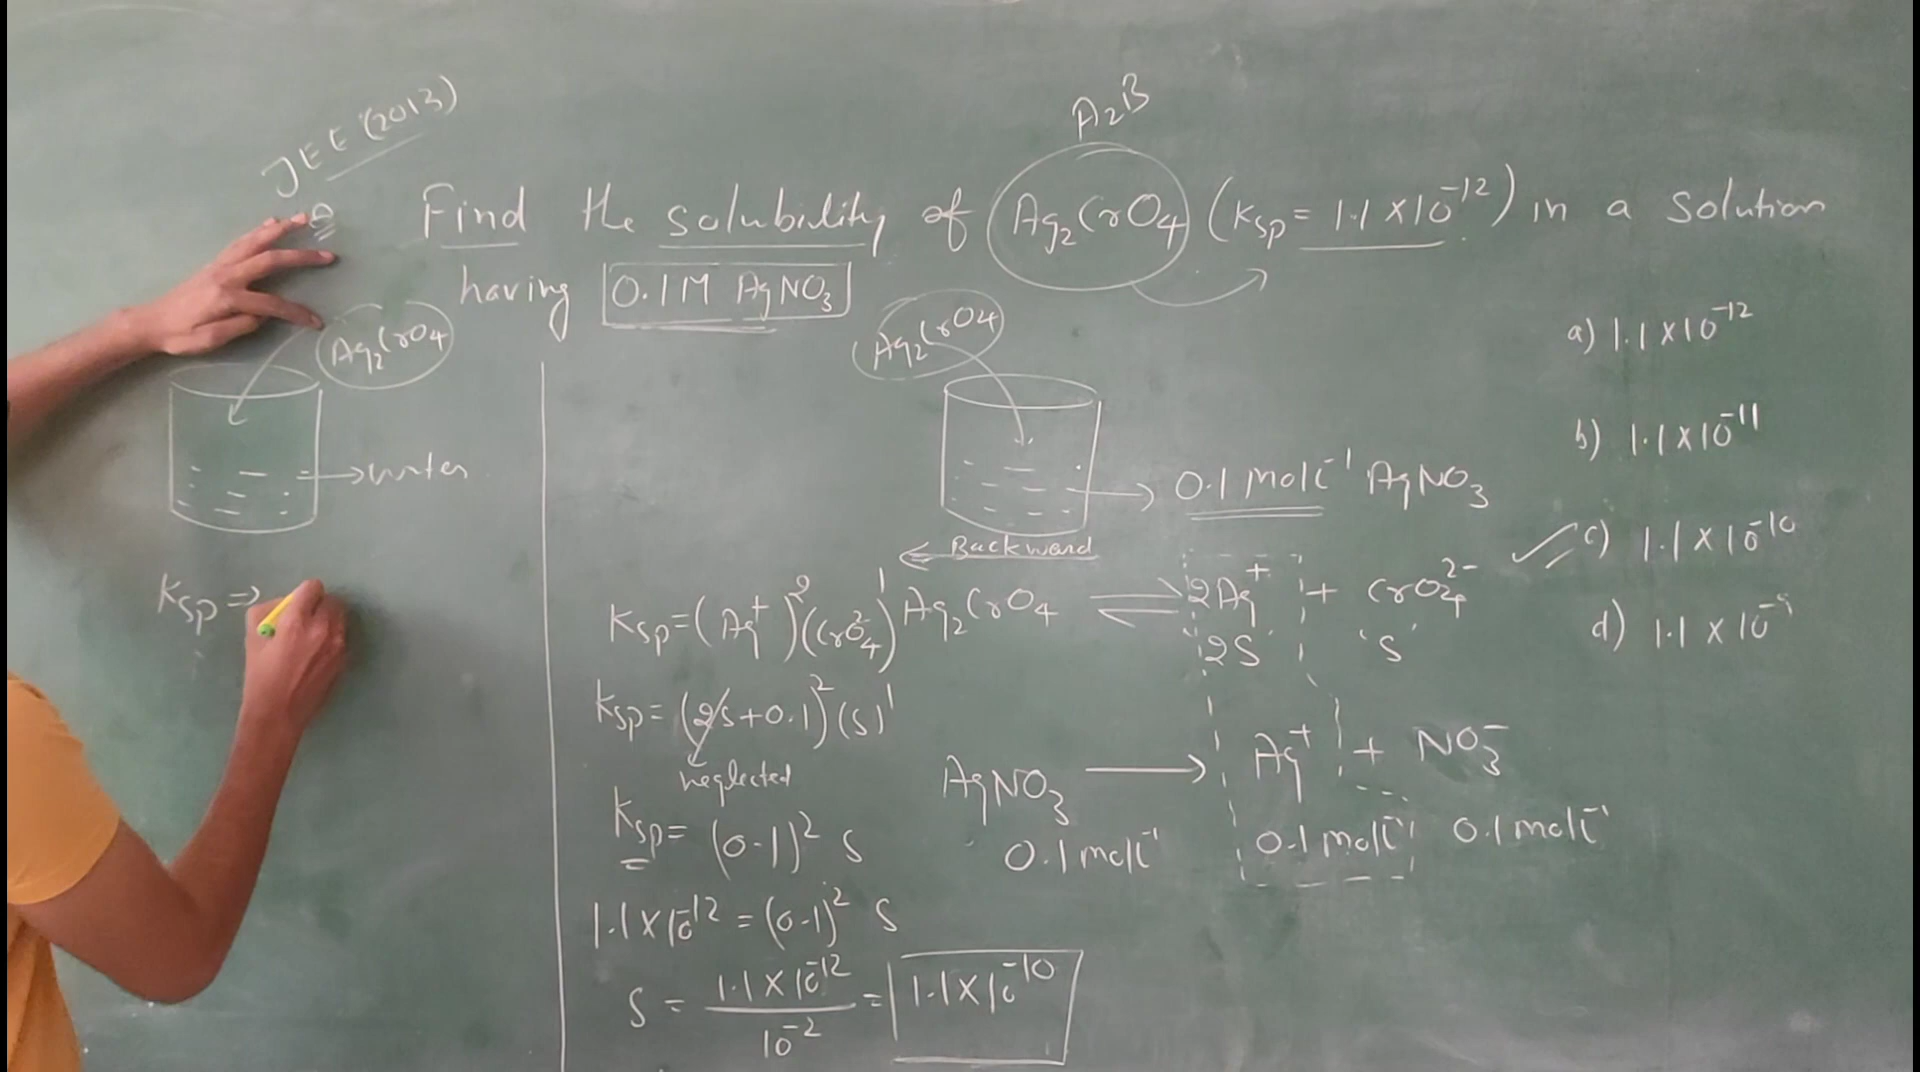 JEE (2013)
A₂B
Q Find the solubility of Ag₂CrO₄ (Ksp = 1.1 × 10⁻¹²) in a solution
having 0.1M AgNO₃
Ag₂CrO₄
→ water
Ksp ⇒
Ag₂CrO₄
→ 0.1 mol L⁻¹ AgNO₃
← Backward
Ag₂CrO₄ ⇌ 2Ag⁺ + CrO₄²⁻
2S 'S'
AgNO₃ → Ag⁺ + NO₃⁻
0.1 mol L⁻¹ 0.1 mol L⁻¹ 0.1 mol L⁻¹
Ksp = (Ag⁺)²(CrO₄²⁻)¹
Ksp = (2S + 0.1)² (S)¹
neglected
Ksp = (0.1)² S
1.1 × 10⁻¹² = (0.1)² S
S = 1.1 × 10⁻¹² / 10⁻² = 1.1 × 10⁻¹⁰
a) 1.1 × 10⁻¹²
b) 1.1 × 10⁻¹¹
✓ c) 1.1 × 10⁻¹⁰
d) 1.1 × 10⁻⁹